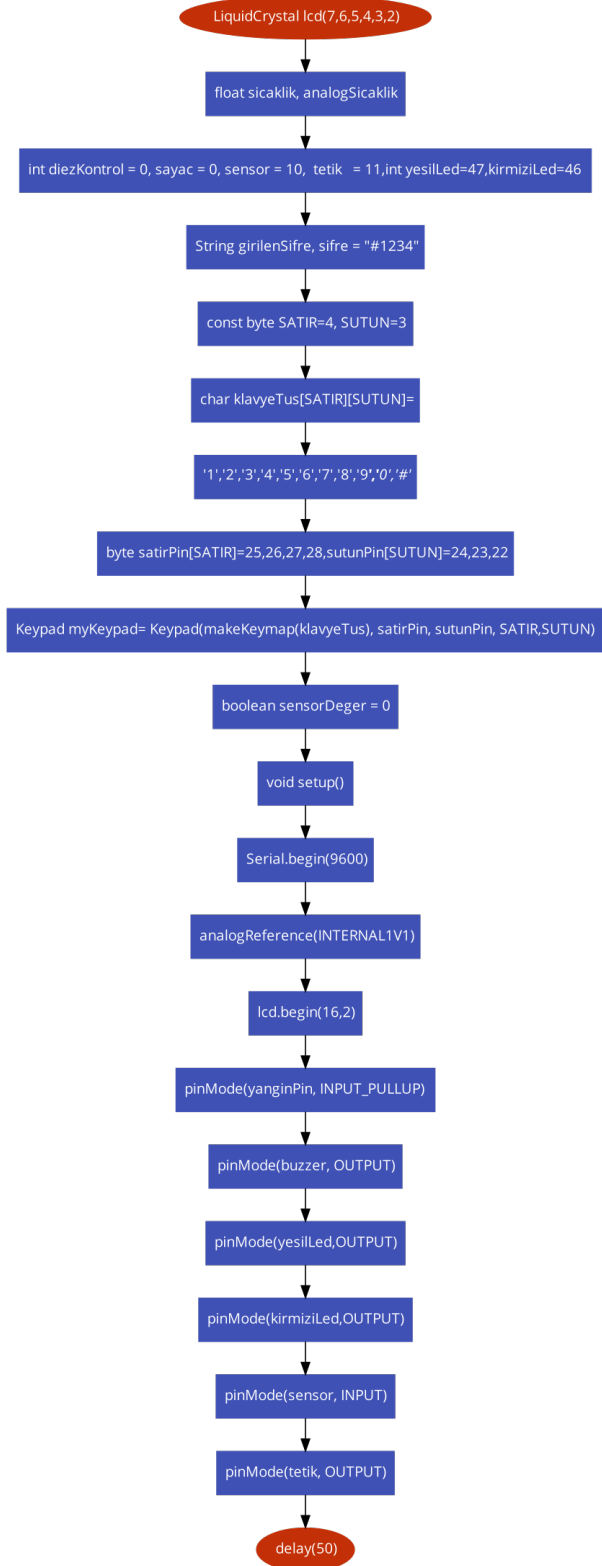 LiquidCrystal lcd(7,6,5,4,3,2)
float sicaklik, analogSicaklik
int diezKontrol = 0, sayac = 0, sensor = 10,  tetik   = 11,int yesilLed=47,kirmiziLed=46
String girilenSifre, sifre = "#1234"
const byte SATIR=4, SUTUN=3
char klavyeTus[SATIR][SUTUN]=
'1','2','3','4','5','6','7','8','9','0','#'
byte satirPin[SATIR]=25,26,27,28,sutunPin[SUTUN]=24,23,22
Keypad myKeypad= Keypad(makeKeymap(klavyeTus), satirPin, sutunPin, SATIR,SUTUN)
boolean sensorDeger = 0
void setup()
Serial.begin(9600)
analogReference(INTERNAL1V1)
lcd.begin(16,2)
pinMode(yanginPin, INPUT_PULLUP)
pinMode(buzzer, OUTPUT)
pinMode(yesilLed,OUTPUT)
pinMode(kirmiziLed,OUTPUT)
pinMode(sensor, INPUT)
pinMode(tetik, OUTPUT)
delay(50)